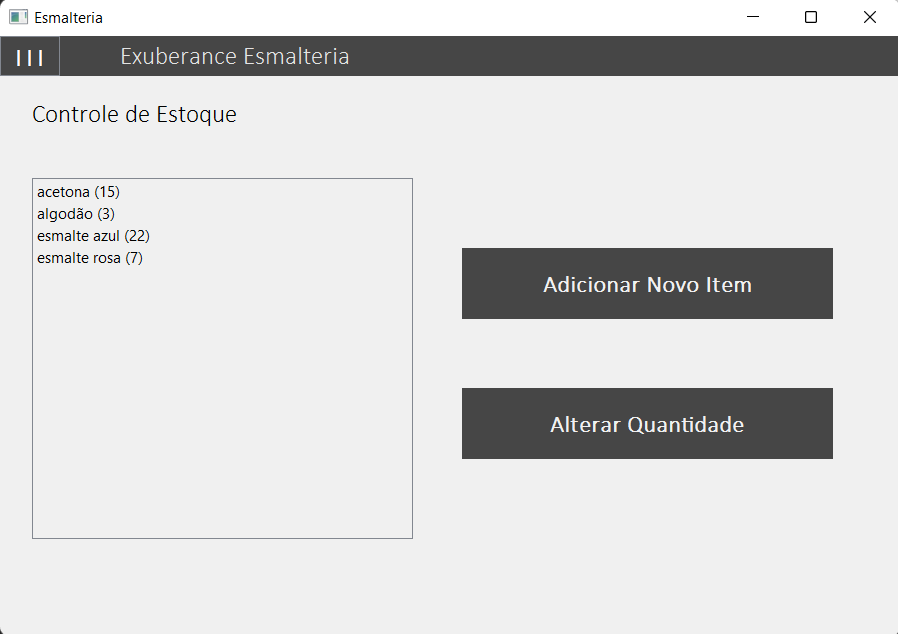 Esmalteria
Exuberance Esmalteria
Controle de Estoque
acetona (15)
algodão (3)
esmalte azul (22)
esmalte rosa (7)
Adicionar Novo Item
Alterar Quantidade